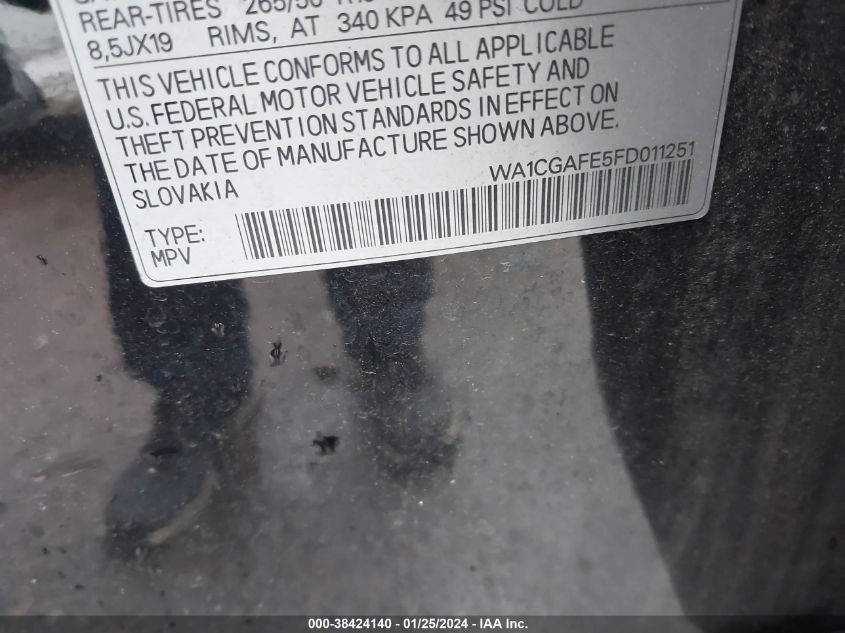 REAR-TIRES 265/50
8,5JX19 RIMS, AT 340 KPA 49 PSI COLD
THIS VEHICLE CONFORMS TO ALL APPLICABLE
U.S. FEDERAL MOTOR VEHICLE SAFETY AND
THEFT PREVENTION STANDARDS IN EFFECT ON
THE DATE OF MANUFACTURE SHOWN ABOVE.
SLOVAKIA WA1CGAFE5FD011251
TYPE:
MPV
000-38424140 - 01/25/2024 - IAA Inc.